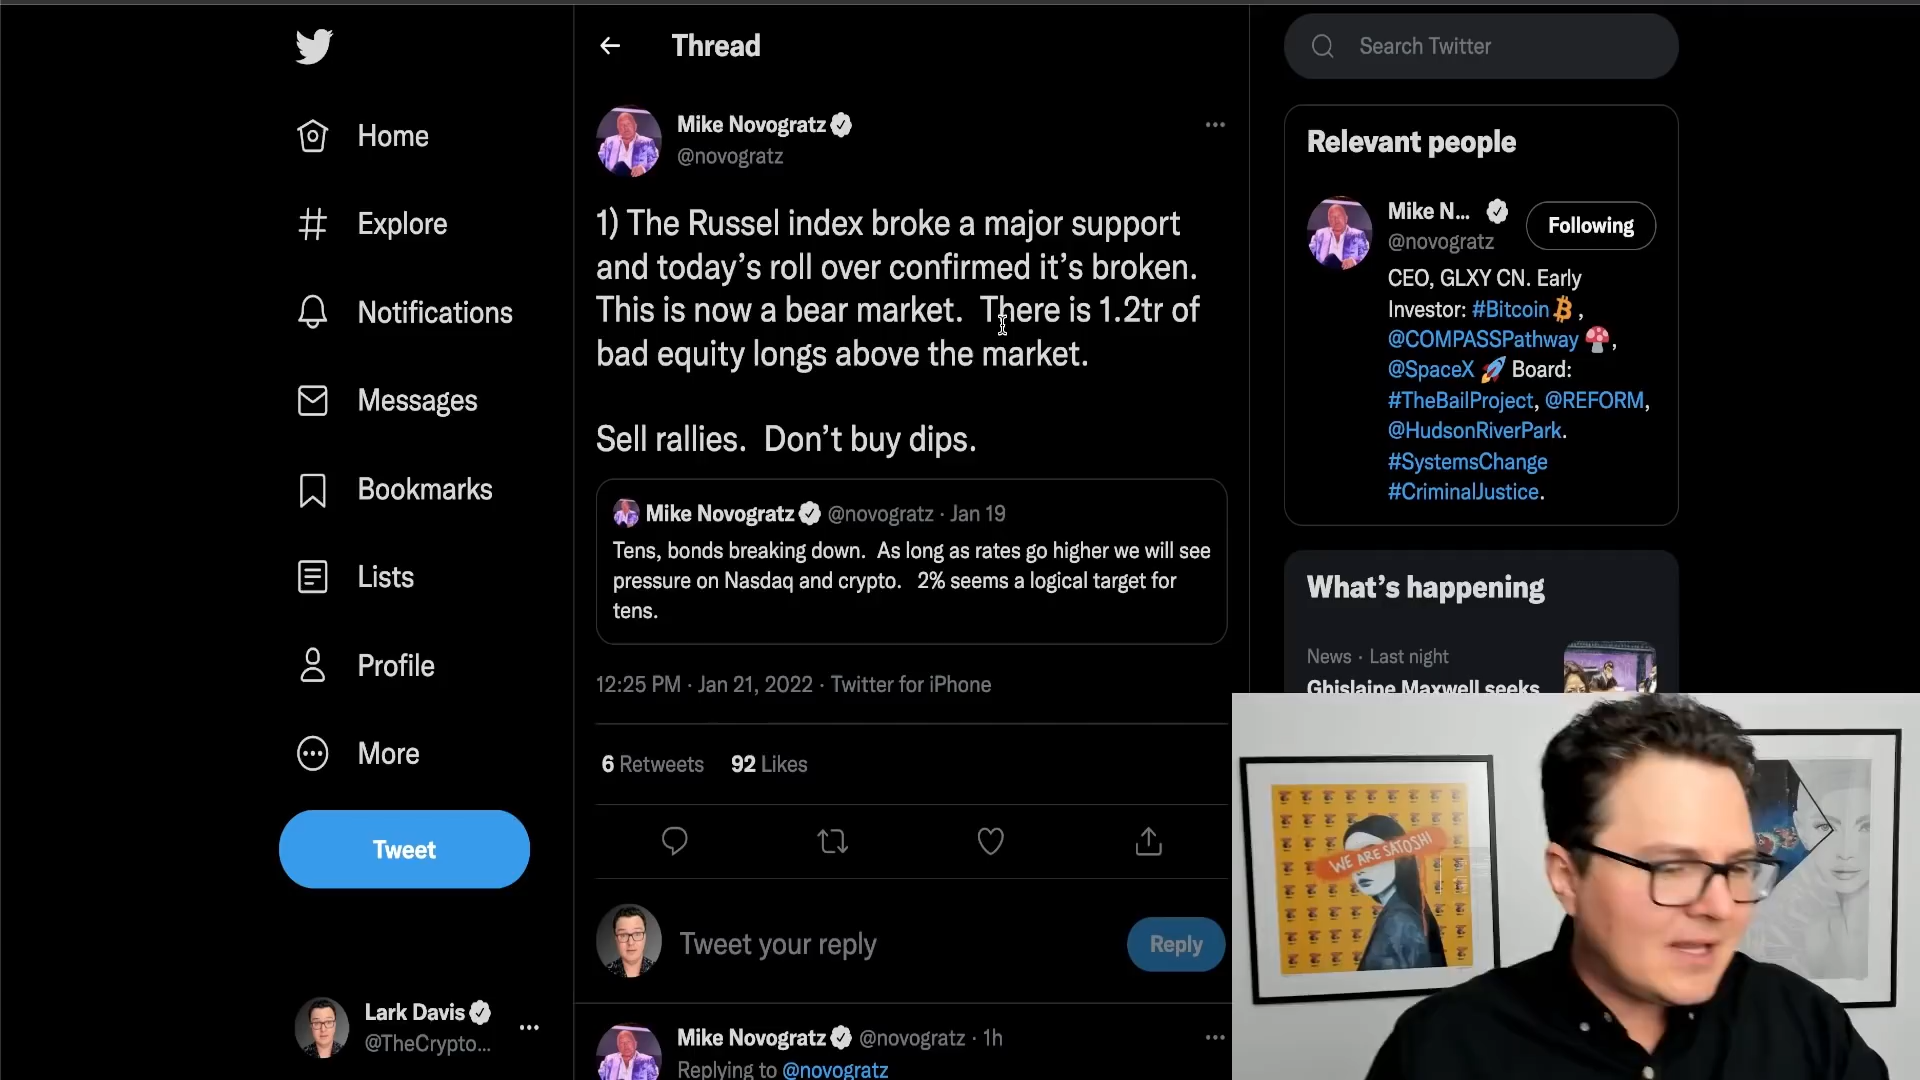 Thread
Search Twitter
Home
Explore
Notifications
Messages
Bookmarks
Lists
Profile
More
Tweet
Lark Davis
@TheCrypto...
Mike Novogratz
@novogratz
1) The Russel index broke a major support
and today’s roll over confirmed it’s broken.
This is now a bear market.  There is 1.2tr of
bad equity longs above the market.
Sell rallies.  Don’t buy dips.
Mike Novogratz @novogratz · Jan 19
Tens, bonds breaking down.  As long as rates go higher we will see
pressure on Nasdaq and crypto.   2% seems a logical target for
tens.
12:25 PM · Jan 21, 2022 · Twitter for iPhone
6 Retweets 92 Likes
Tweet your reply
Reply
Mike Novogratz @novogratz · 1h
Replying to @novogratz
Relevant people
Mike N...
@novogratz
Following
CEO, GLXY CN. Early
Investor: #Bitcoin ,
@COMPASSPathway ,
@SpaceX Board:
#TheBailProject, @REFORM,
@HudsonRiverPark.
#SystemsChange
#CriminalJustice.
What’s happening
News · Last night
Ghislaine Maxwell seeks
WE ARE SATOSHI